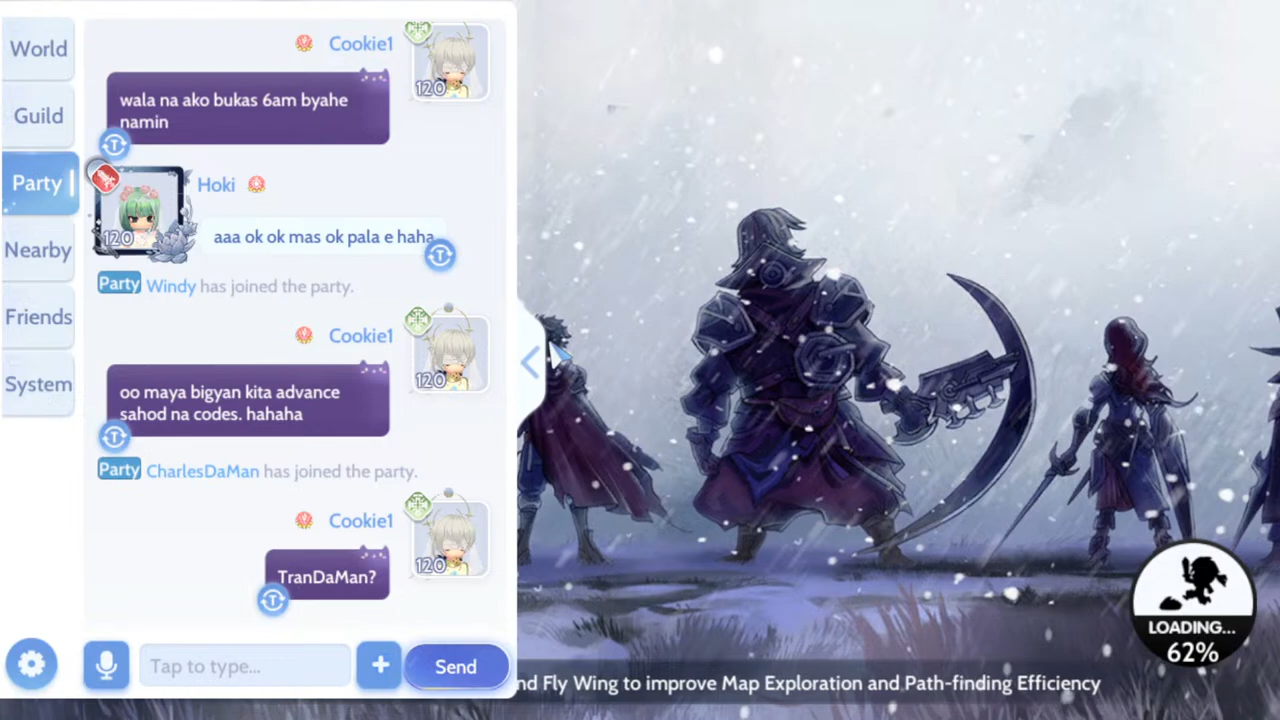 World
Guild
Party
Nearby
Friends
System
Cookie1
120
wala na ako bukas 6am byahe
namin
Hoki
120
aaa ok ok mas ok pala e haha
Party Windy has joined the party.
Cookie1
120
oo maya bigyan kita advance
sahod na codes. hahaha
Party CharlesDaMan has joined the party.
Cookie1
120
TranDaMan?
Tap to type...
+
Send
nd Fly Wing to improve Map Exploration and Path-finding Efficiency
LOADING...
62%